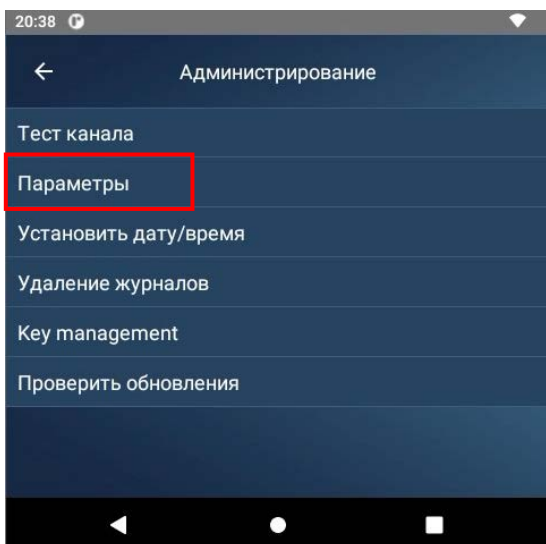 20:38
Администрирование
Тест канала
Параметры
Установить дату/время
Удаление журналов
Key management
Проверить обновления